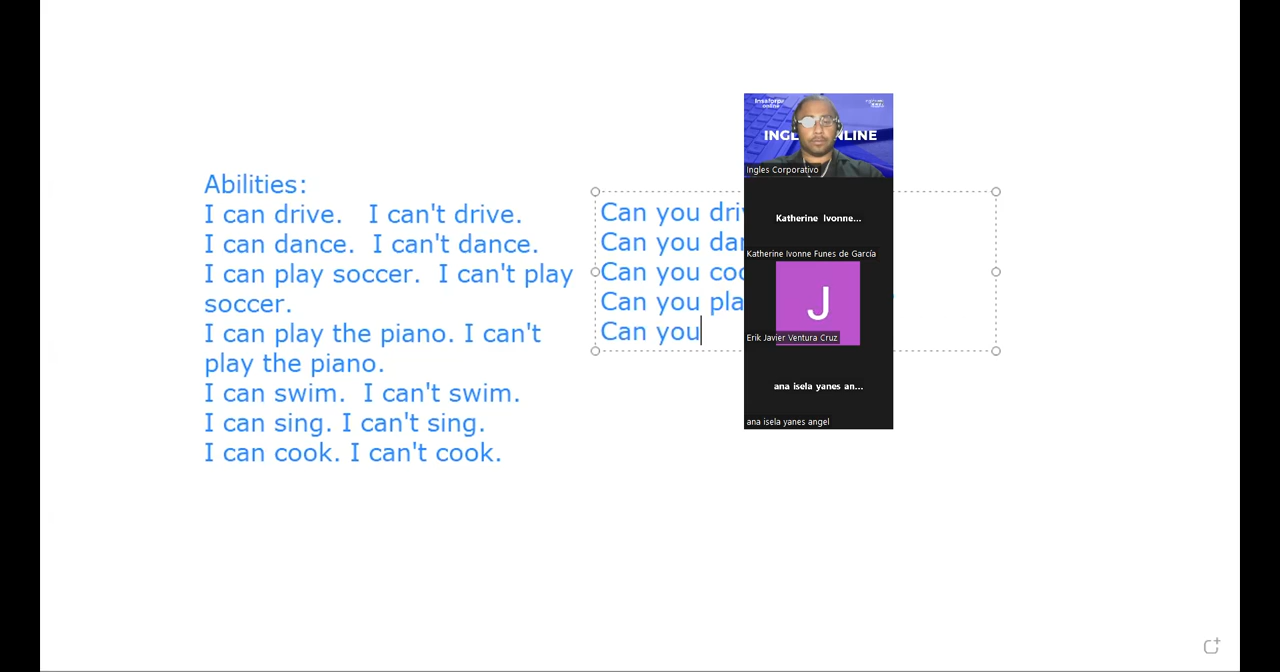 Abilities:
I can drive.   I can't drive.
I can dance.  I can't dance.
I can play soccer.  I can't play
soccer.
I can play the piano. I can't
play the piano.
I can swim.  I can't swim.
I can sing. I can't sing.
I can cook. I can't cook.
Can you
Can you
Can you
Can you
Can you
online
INGL NLINE
Ingles Corporativo
Katherine Ivonne...
Katherine Ivonne Funes de García
J
Erik Javier Ventura Cruz
ana isela yanes an...
ana isela yanes angel